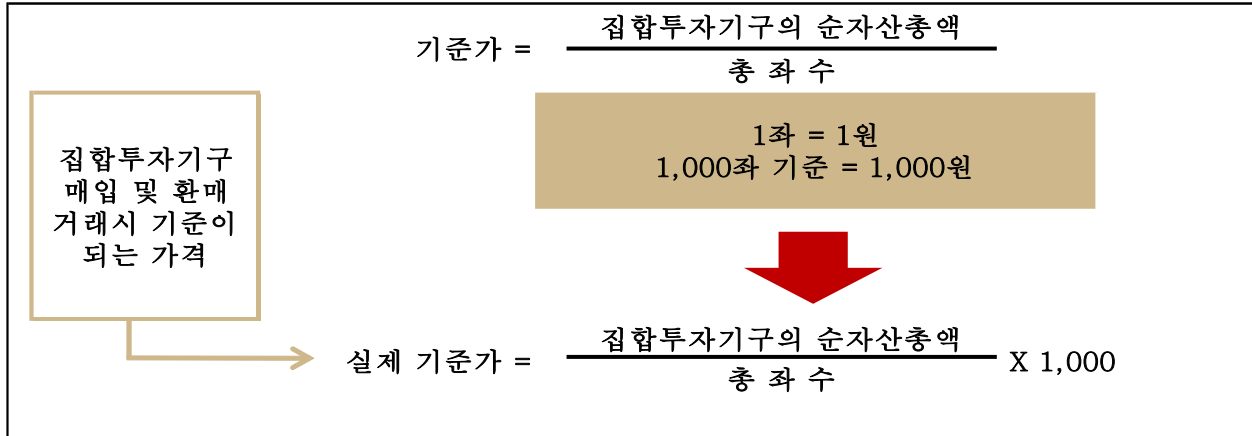 기준가 =
집합투자기구의 순자산총액
총 좌 수
1좌 = 1원
1,000좌 기준 = 1,000원
집합투자기구
매입 및 환매
거래시 기준이
되는 가격
실제 기준가 =
집합투자기구의 순자산총액
총 좌 수
X 1,000